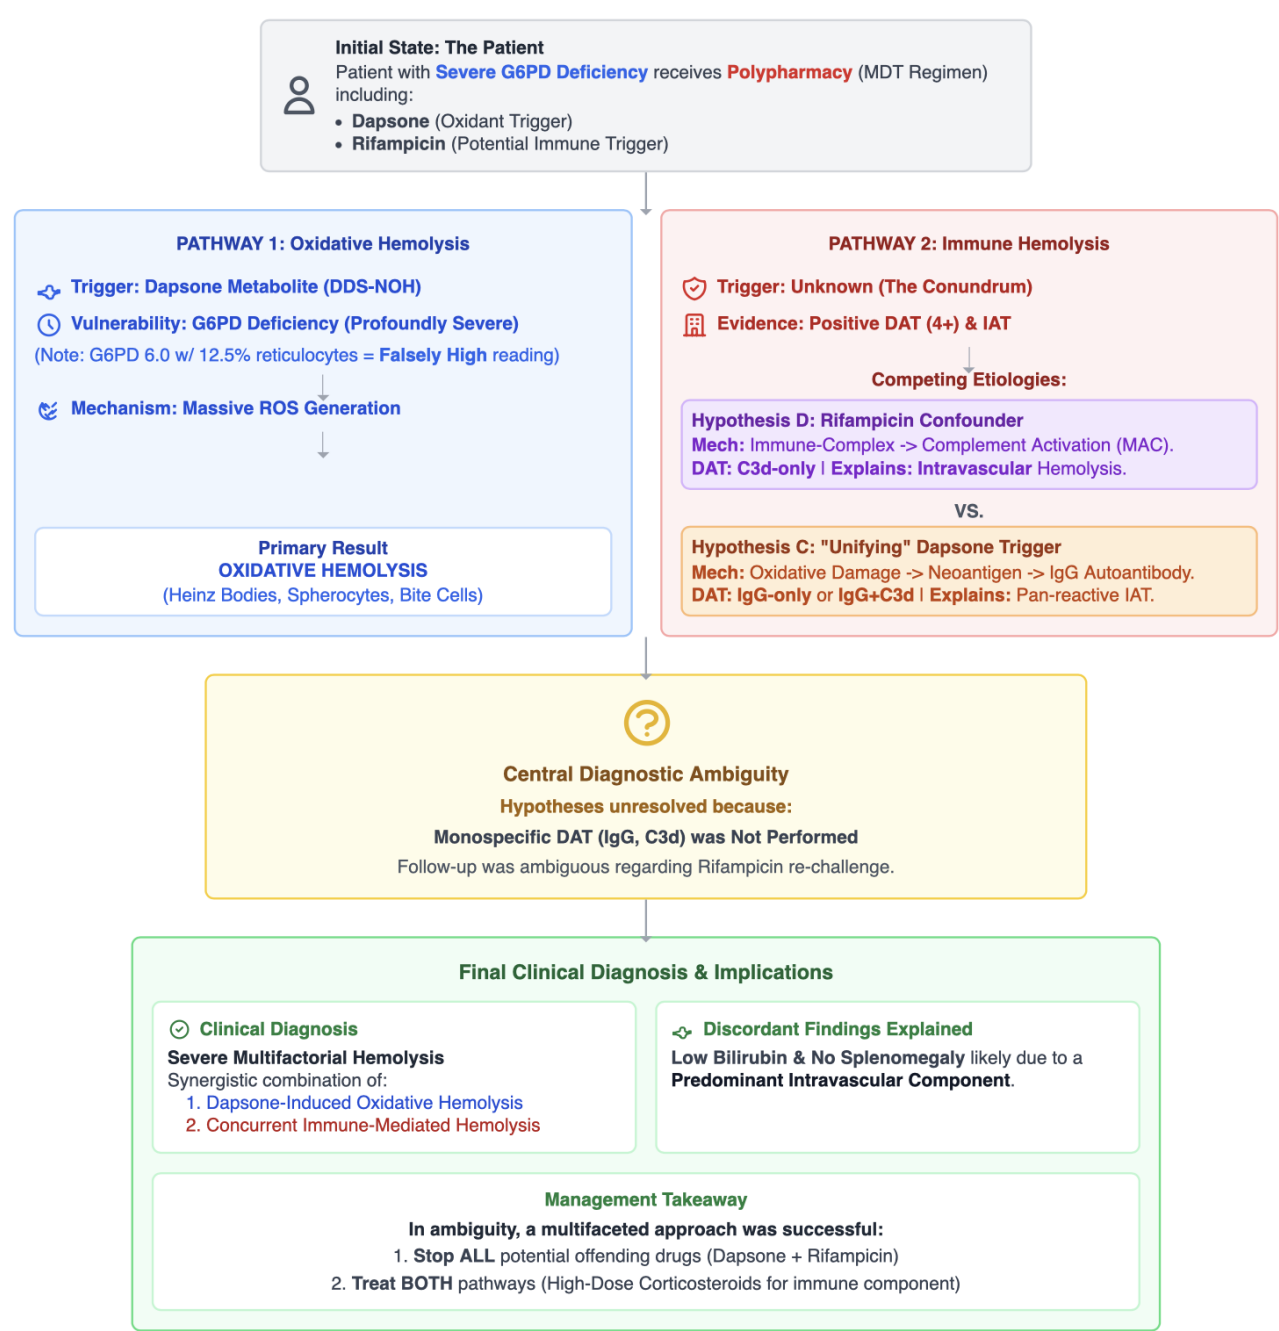 Initial State: The Patient
Patient with Severe G6PD Deficiency receives Polypharmacy (MDT Regimen)
including:
• Dapsone (Oxidant Trigger)
• Rifampicin (Potential Immune Trigger)
PATHWAY 1: Oxidative Hemolysis
Trigger: Dapsone Metabolite (DDS-NOH)
Vulnerability: G6PD Deficiency (Profoundly Severe)
(Note: G6PD 6.0 w/ 12.5% reticulocytes = Falsely High reading)
Mechanism: Massive ROS Generation
Primary Result
OXIDATIVE HEMOLYSIS
(Heinz Bodies, Spherocytes, Bite Cells)
PATHWAY 2: Immune Hemolysis
Trigger: Unknown (The Conundrum)
Evidence: Positive DAT (4+) & IAT
Competing Etiologies:
Hypothesis D: Rifampicin Confounder
Mech: Immune-Complex -> Complement Activation (MAC).
DAT: C3d-only | Explains: Intravascular Hemolysis.
VS.
Hypothesis C: "Unifying" Dapsone Trigger
Mech: Oxidative Damage -> Neoantigen -> IgG Autoantibody.
DAT: IgG-only or IgG+C3d | Explains: Pan-reactive IAT.
Central Diagnostic Ambiguity
Hypotheses unresolved because:
Monospecific DAT (IgG, C3d) was Not Performed
Follow-up was ambiguous regarding Rifampicin re-challenge.
Final Clinical Diagnosis & Implications
Clinical Diagnosis
Severe Multifactorial Hemolysis
Synergistic combination of:
1. Dapsone-Induced Oxidative Hemolysis
2. Concurrent Immune-Mediated Hemolysis
Discordant Findings Explained
Low Bilirubin & No Splenomegaly likely due to a
Predominant Intravascular Component.
Management Takeaway
In ambiguity, a multifaceted approach was successful:
1. Stop ALL potential offending drugs (Dapsone + Rifampicin)
2. Treat BOTH pathways (High-Dose Corticosteroids for immune component)